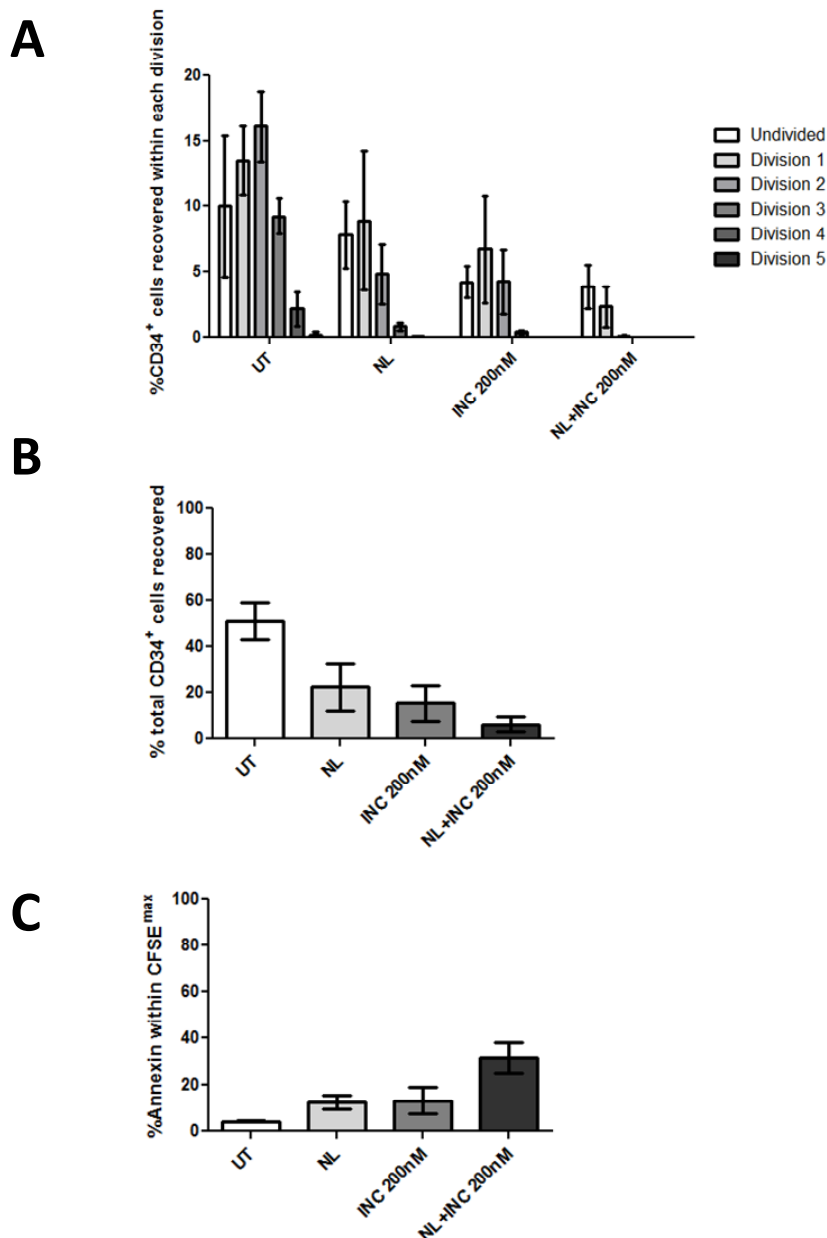 A
%CD34+ cells recovered within each division
20
15
10
5
0
UT
NL
INC 200nM
NL+INC 200nM
Undivided
Division 1
Division 2
Division 3
Division 4
Division 5
B
% total CD34+ cells recovered
100
80
60
40
20
0
UT
NL
INC 200nM
NL+INC 200nM
C
%Annexin within CFSEmax
100
80
60
40
20
0
UT
NL
INC 200nM
NL+INC 200nM